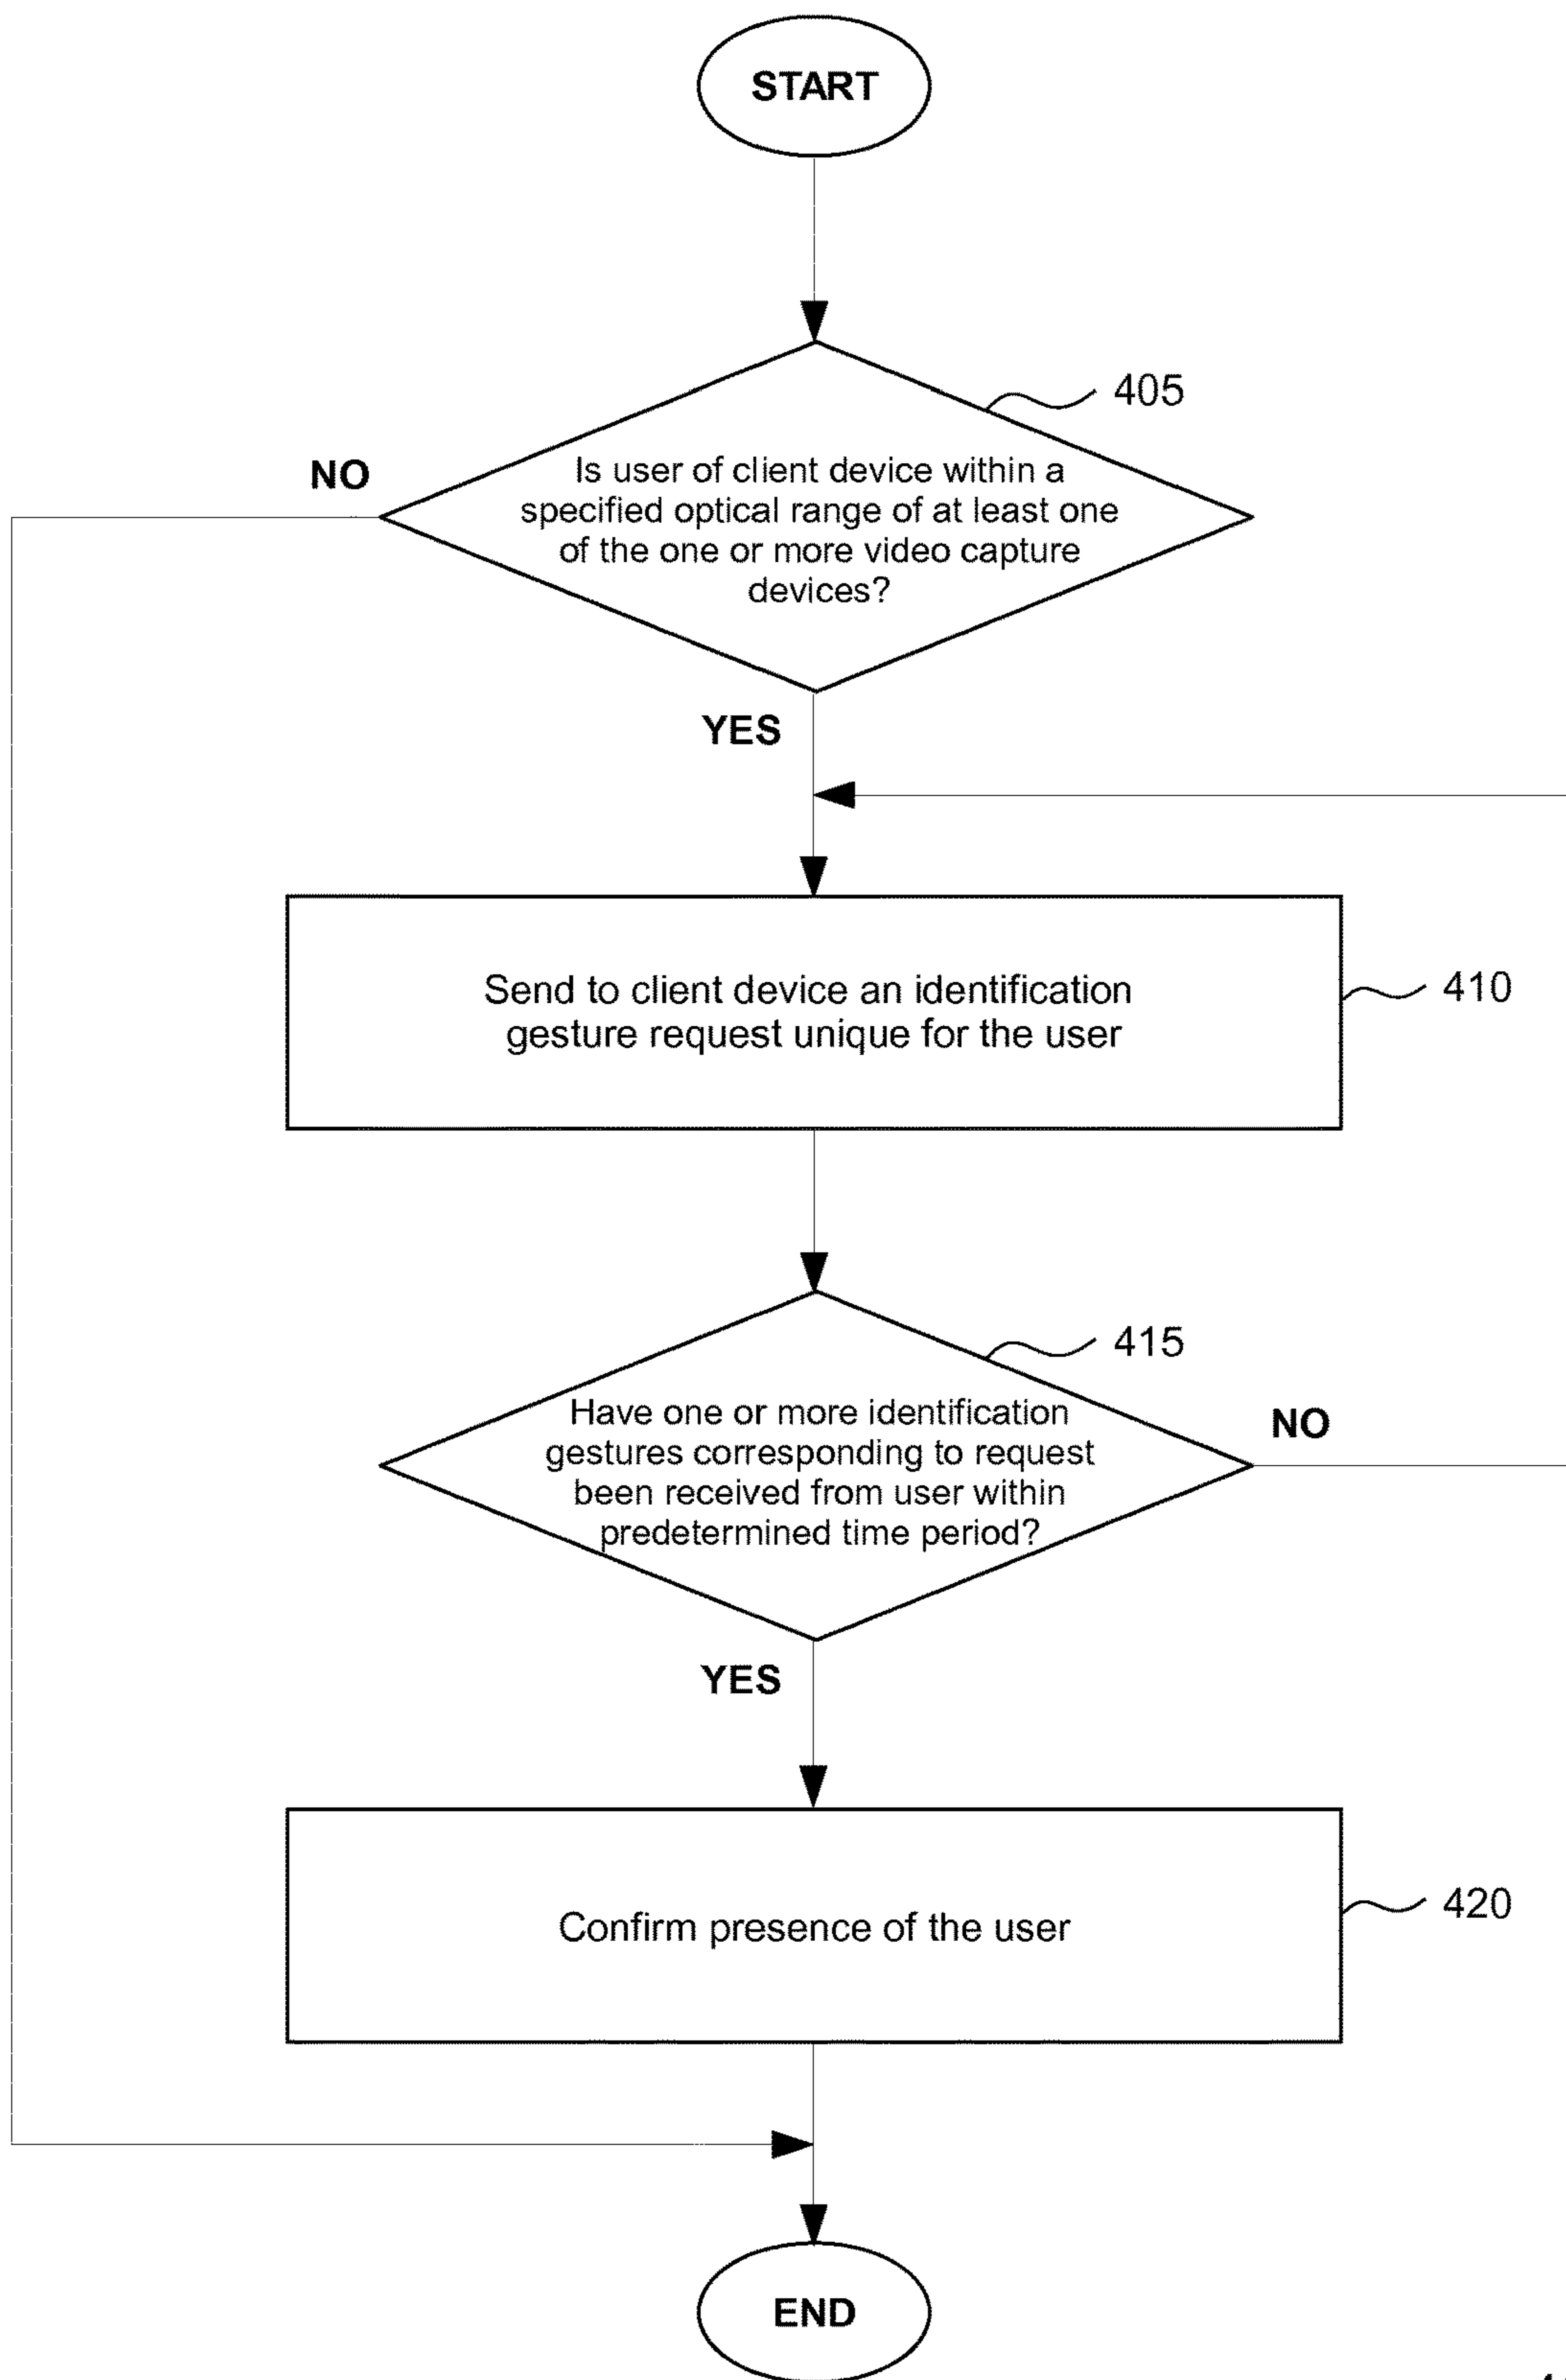 START
405
NO
Is user of client device within a
specified optical range of at least one
of the one or more video capture
devices?
YES
Send to client device an identification
gesture request unique for the user
410
415
Have one or more identification
gestures corresponding to request
been received from user within
predetermined time period?
NO
YES
Confirm presence of the user
420
END